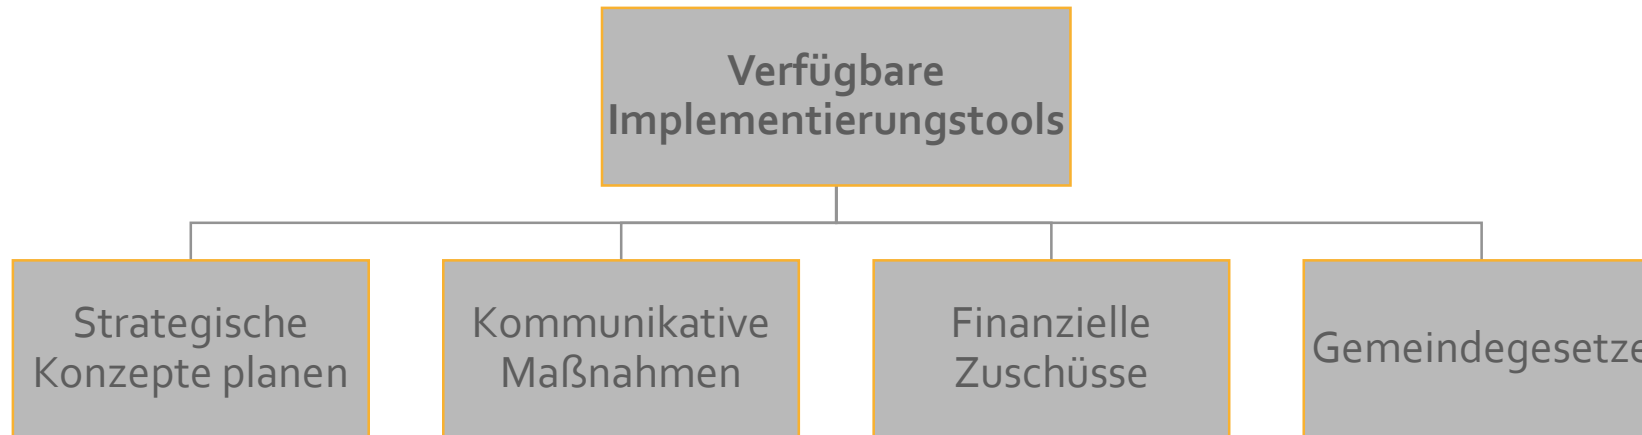 Verfügbare
Implementierungstools
Strategische
Konzepte planen
Kommunikative
Maßnahmen
Finanzielle
Zuschüsse
Gemeindegesetze